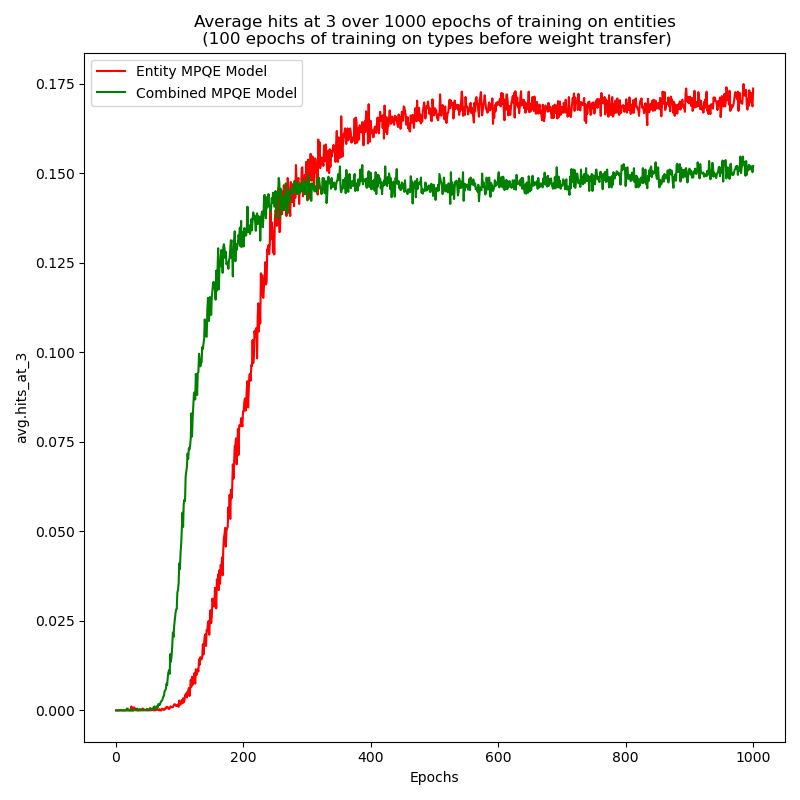 Average hits at 3 over 1000 epochs of training on entities
(100 epochs of training on types before weight transfer)
Entity MPQE Model
Combined MPQE Model
avg.hits_at_3
0.175
0.150
0.125
0.100
0.075
0.050
0.025
0.000
0 200 400 600 800 1000
Epochs